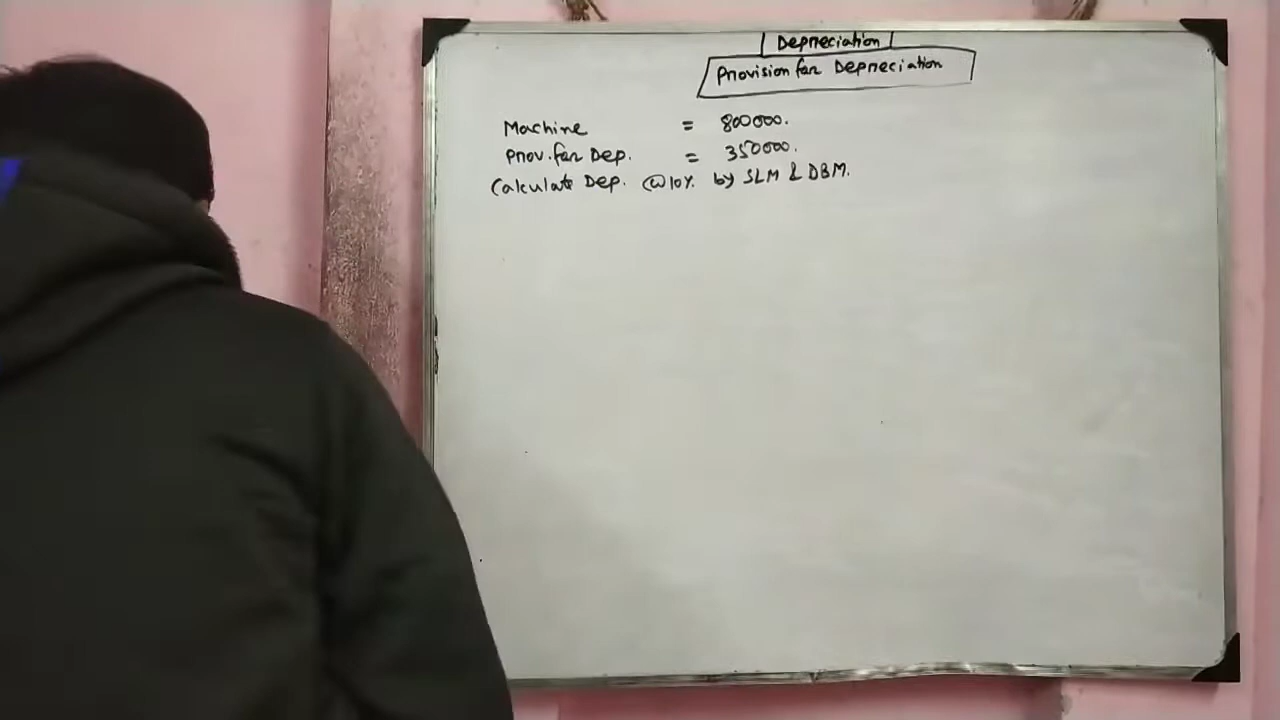 Depreciation
Provision for Depreciation
Machine = 800000.
Prov. for Dep. = 350000.
Calculate Dep. @10% by SLM & DBM.